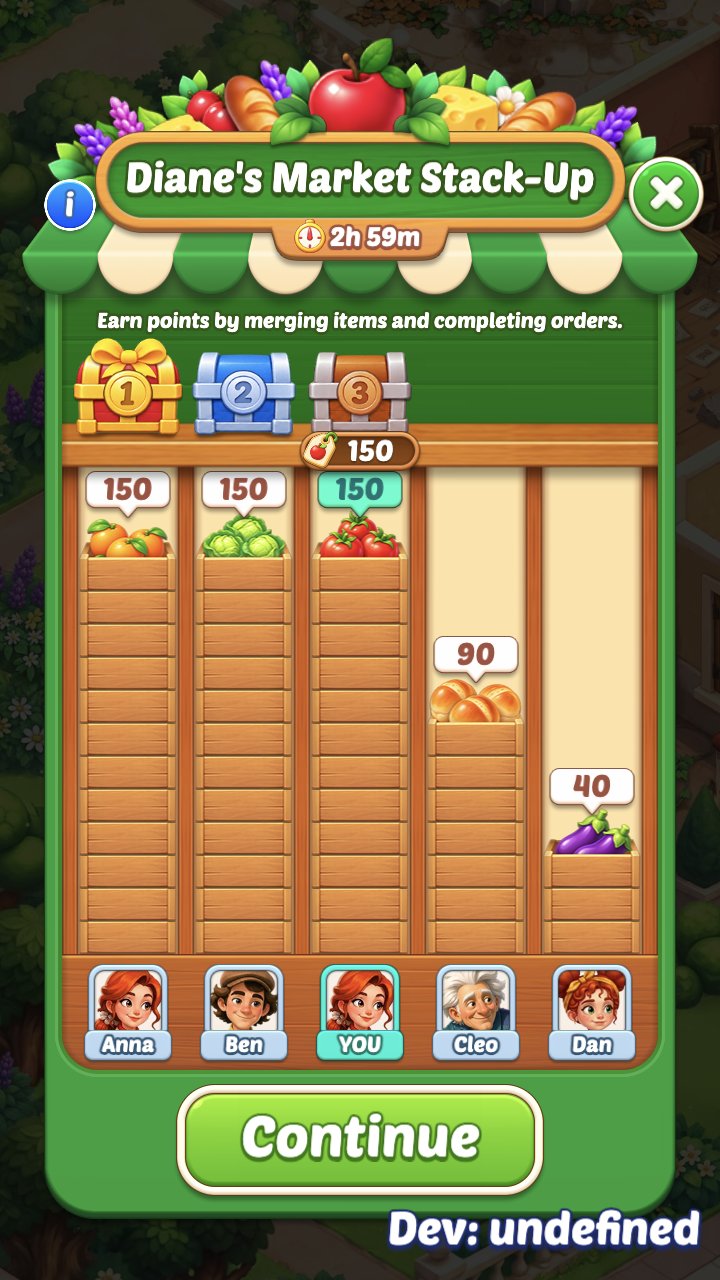 Diane's Market Stack-Up
i
2h 59m
Earn points by merging items and completing orders.
1 2 3
150
150 150 150
90
40
Anna Ben YOU Cleo Dan
Continue
Dev: undefined